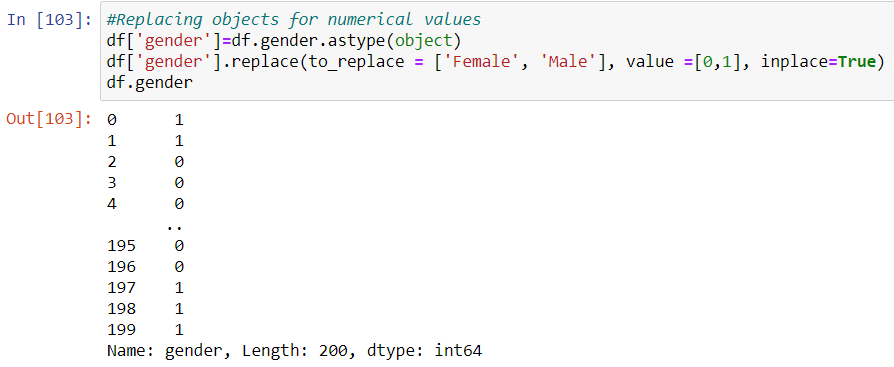 In [103]: #Replacing objects for numerical values
df['gender']=df.gender.astype(object)
df['gender'].replace(to_replace = ['Female', 'Male'], value =[0,1], inplace=True)
df.gender
Out[103]: 0 1
1 1
2 0
3 0
4 0
..
195 0
196 0
197 1
198 1
199 1
Name: gender, Length: 200, dtype: int64